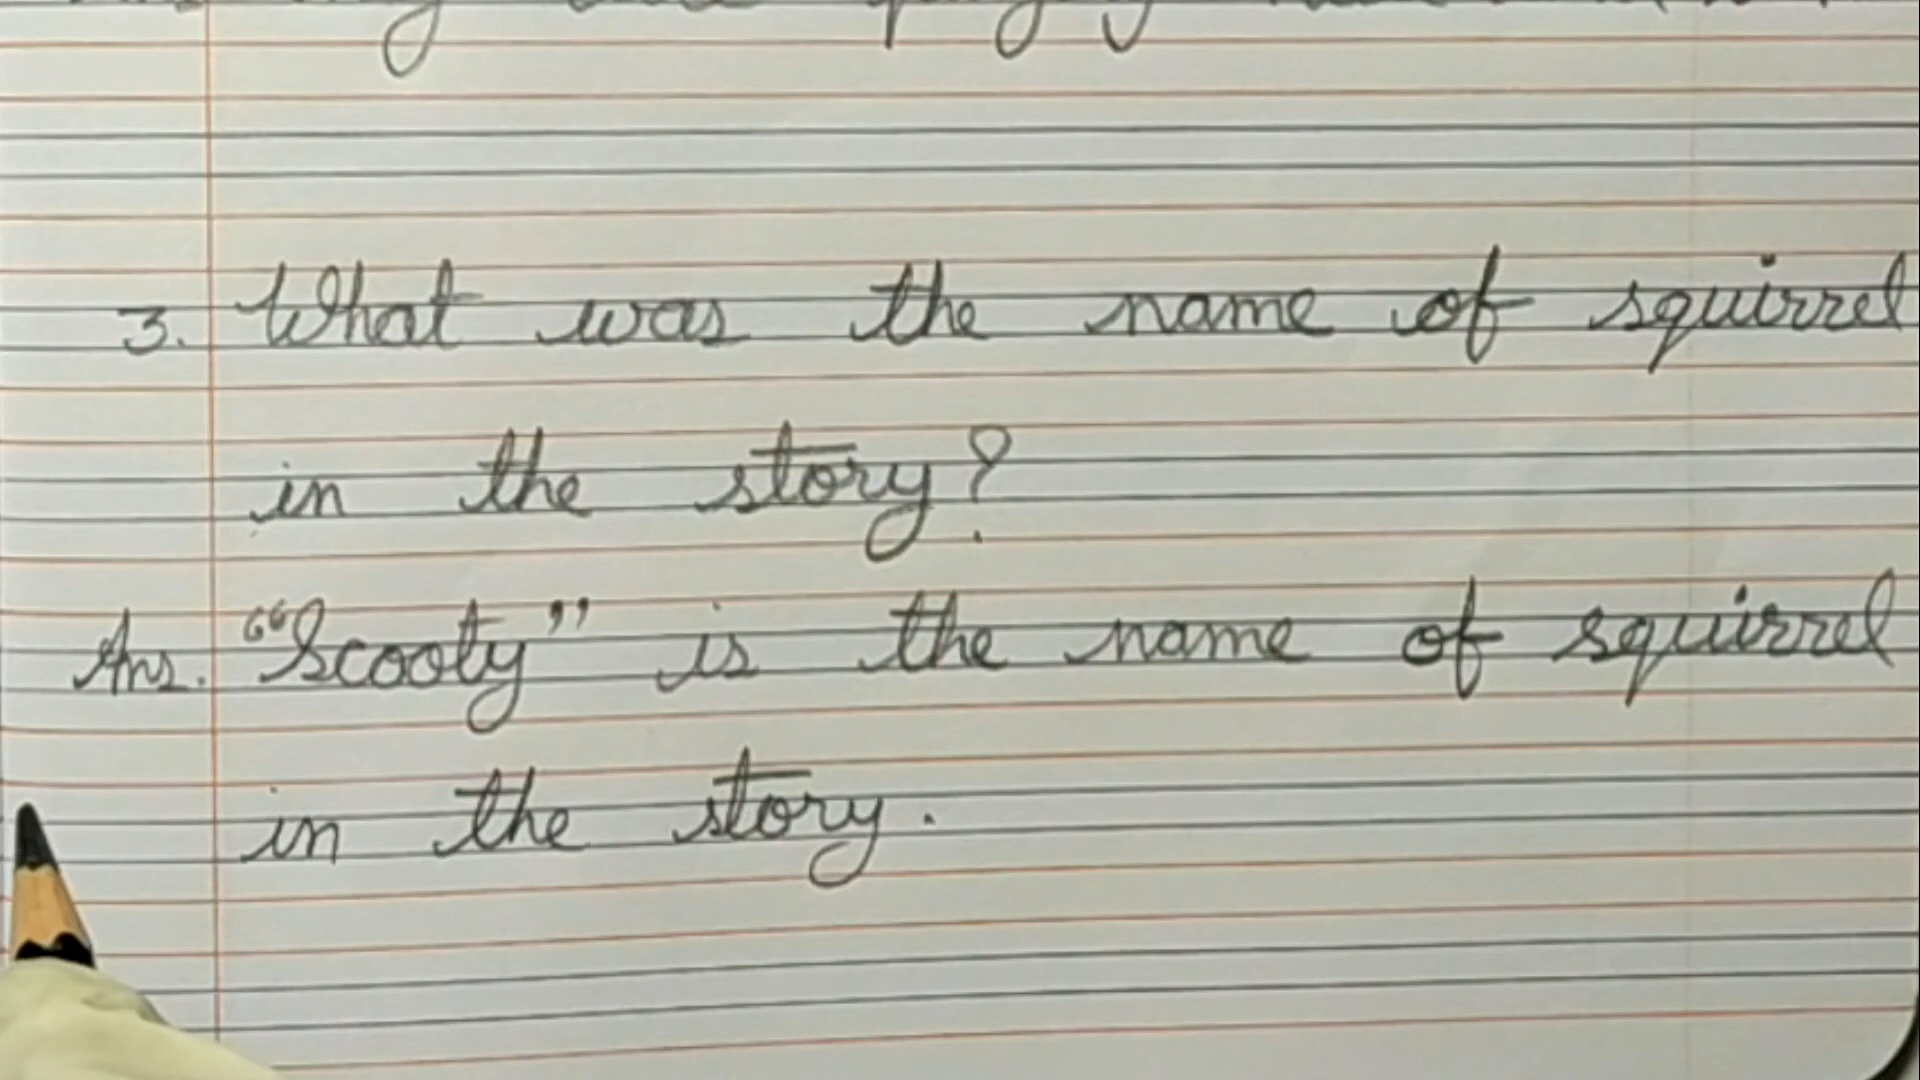 3. What was the name of squirrel
in the story?
Ans. "Scooty" is the name of squirrel
in the story.